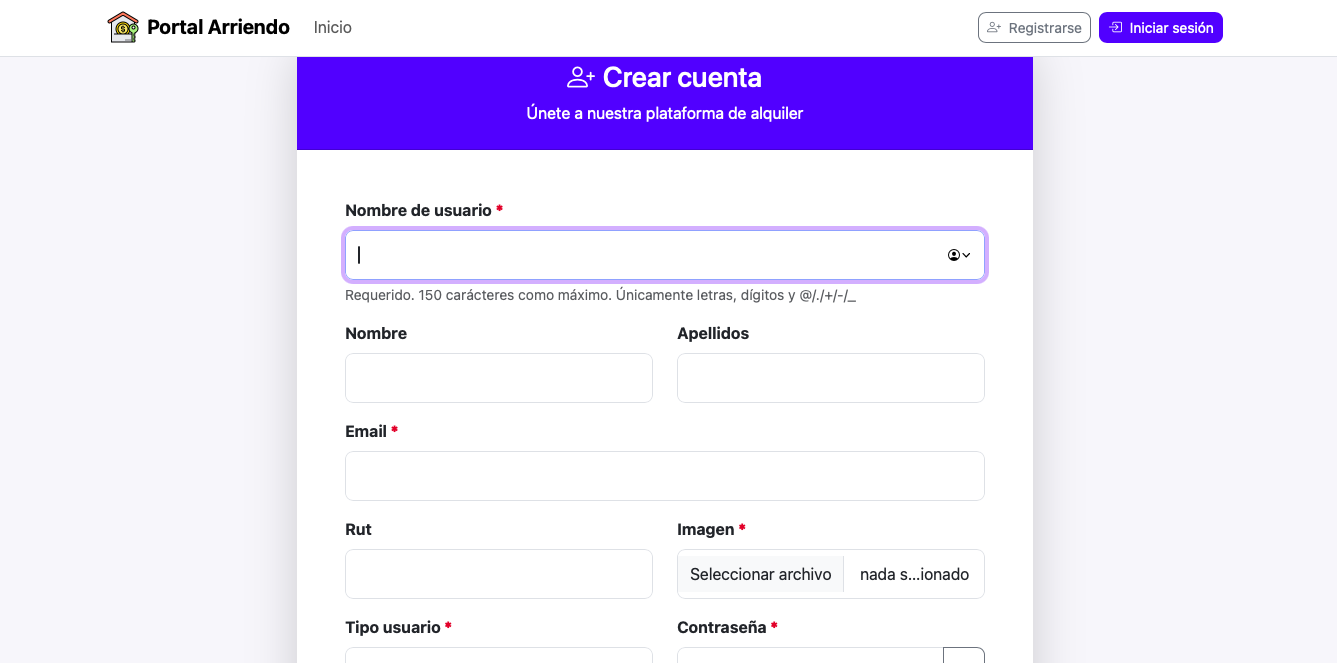 Portal Arriendo Inicio Registrarse Iniciar sesión
Crear cuenta
Únete a nuestra plataforma de alquiler
Nombre de usuario *
Requerido. 150 carácteres como máximo. Únicamente letras, dígitos y @/./+/-/_
Nombre Apellidos
Email *
Rut Imagen *
Seleccionar archivo nada s...ionado
Tipo usuario * Contraseña *